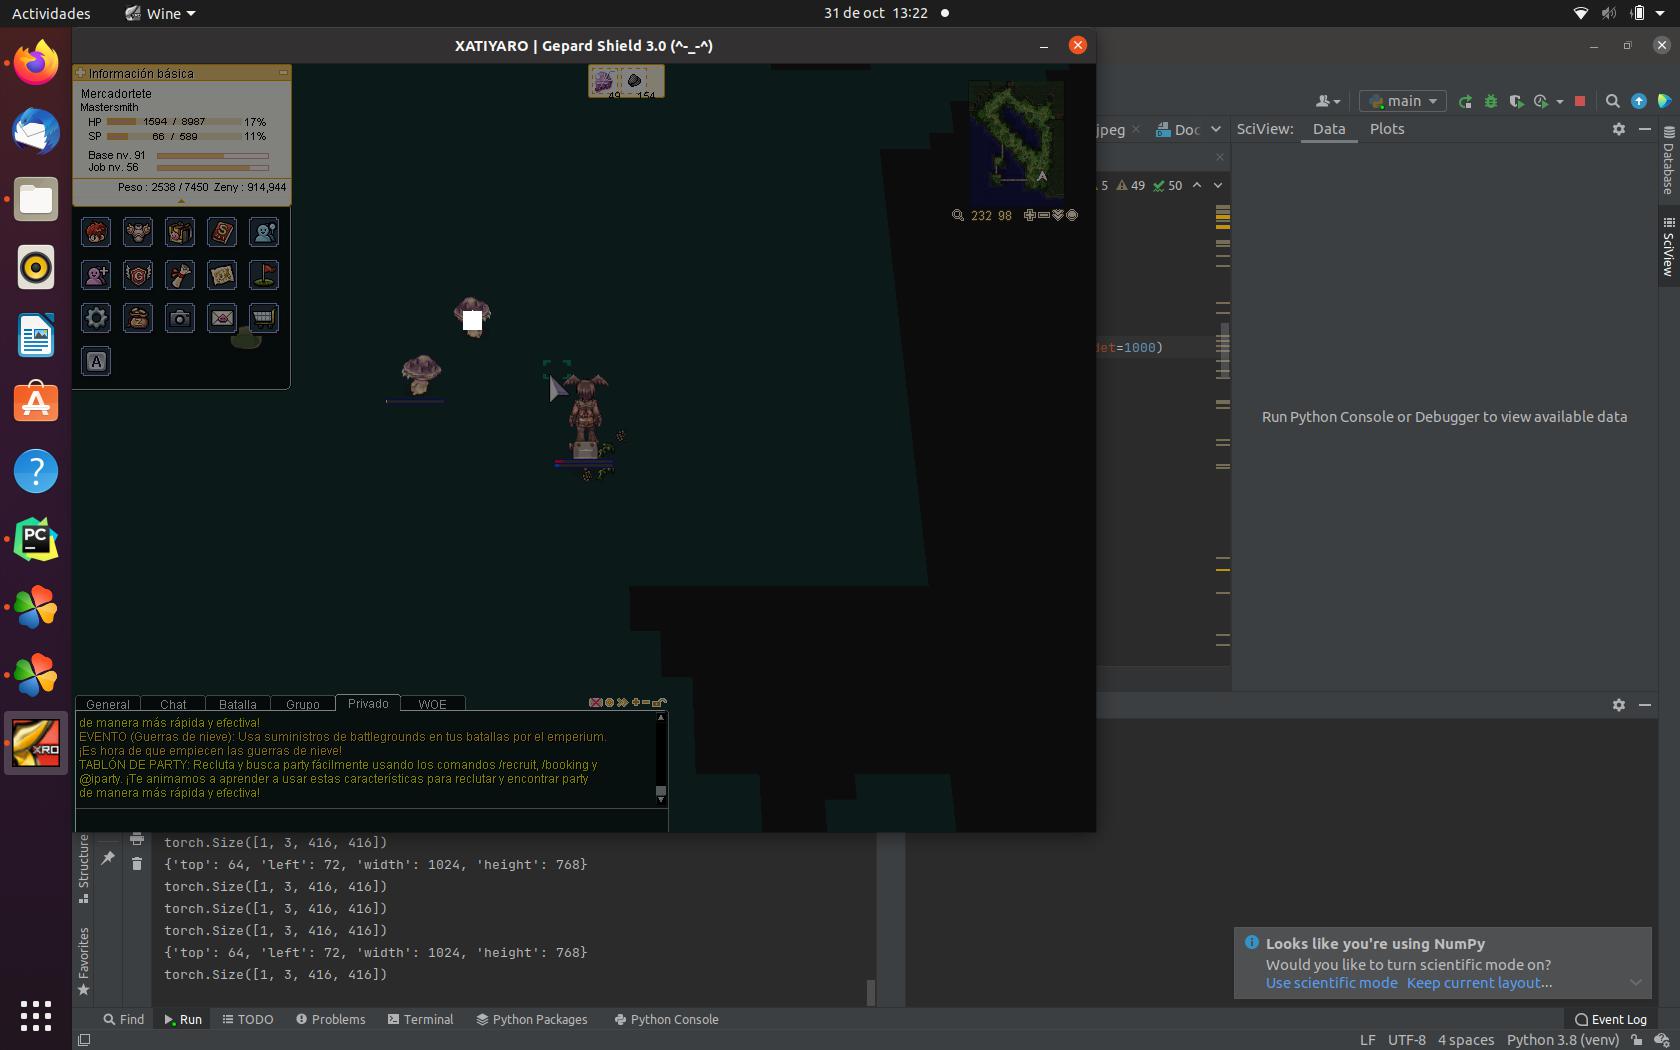 Actividades
Wine
31 de oct 13:22
XATIYARO | Gepard Shield 3.0 (^-_-^)
Información básica
Mercadortete
Mastersmith
HP 1594 / 8987 17%
SP 66 / 589 11%
Base nv. 91
Job nv. 56
Peso : 2538 / 7450 Zeny : 914,944
49 154
232 98
main
jpeg
Doc
SciView:
Data
Plots
5 49 50
Database
SciView
det=1000)
Run Python Console or Debugger to view available data
General
Chat
Batalla
Grupo
Privado
WOE
de manera más rápida y efectiva!
EVENTO (Guerras de nieve): Usa suministros de battlegrounds en tus batallas por el emperium.
¡Es hora de que empiecen las guerras de nieve!
TABLÓN DE PARTY: Recluta y busca party fácilmente usando los comandos /recruit, /booking y
@iparty. ¡Te animamos a aprender a usar estas características para reclutar y encontrar party
de manera más rápida y efectiva!
Structure
Favorites
torch.Size([1, 3, 416, 416])
{'top': 64, 'left': 72, 'width': 1024, 'height': 768}
torch.Size([1, 3, 416, 416])
torch.Size([1, 3, 416, 416])
torch.Size([1, 3, 416, 416])
{'top': 64, 'left': 72, 'width': 1024, 'height': 768}
torch.Size([1, 3, 416, 416])
Looks like you're using NumPy
Would you like to turn scientific mode on?
Use scientific mode Keep current layout...
Find
Run
TODO
Problems
Terminal
Python Packages
Python Console
Event Log
LF UTF-8 4 spaces Python 3.8 (venv)
PC
XRO
A